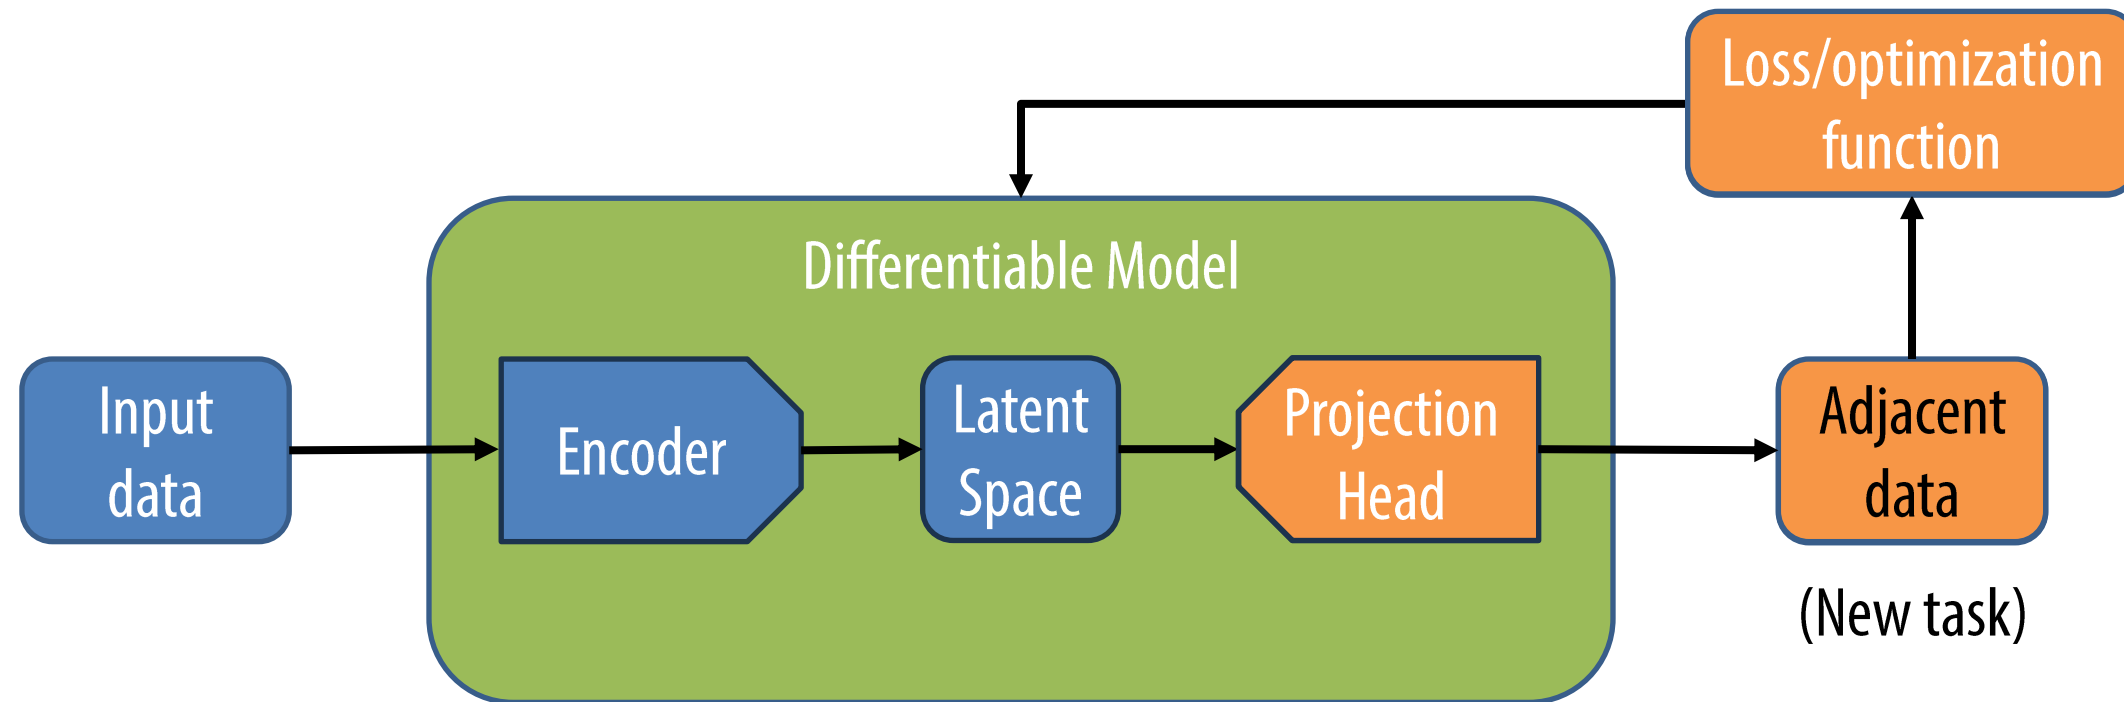 Loss/optimization
function
Differentiable Model
Input
data
Encoder
Latent
Space
Projection
Head
Adjacent
data
(New task)